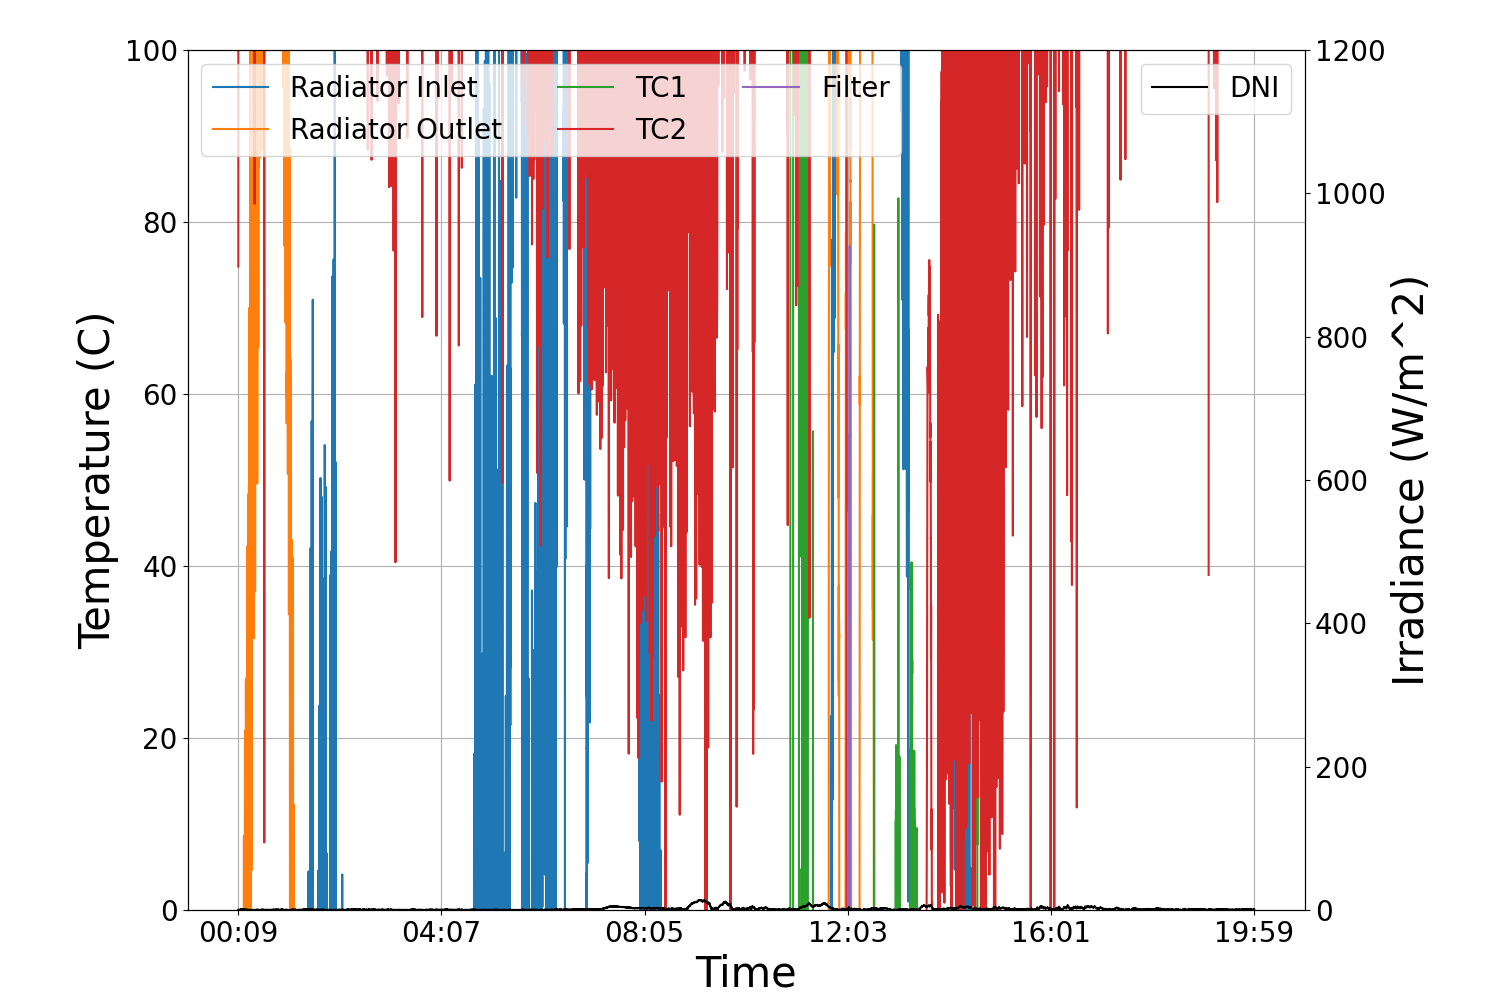 100
80
60
40
20
0
Temperature (C)
Radiator Inlet
Radiator Outlet
TC1
TC2
Filter
DNI
1200
1000
800
600
400
200
0
Irradiance (W/m^2)
00:09
04:07
08:05
12:03
16:01
19:59
Time